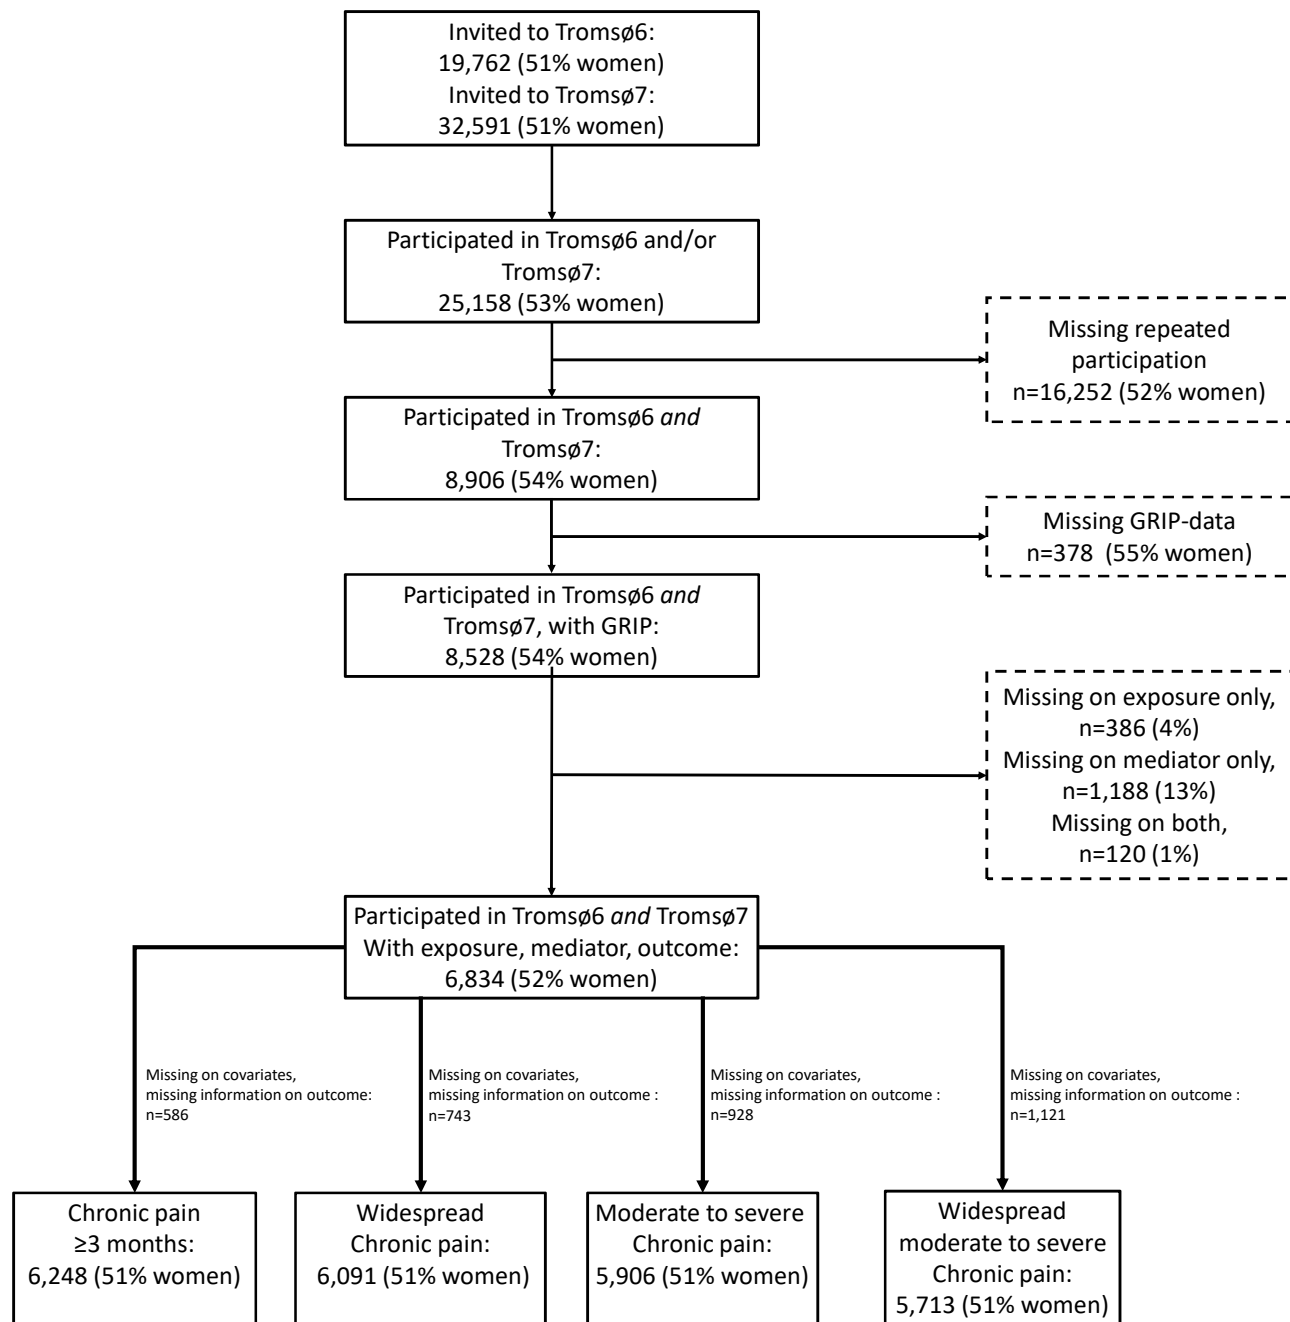 Invited to Tromsø6:
19,762 (51% women)
Invited to Tromsø7:
32,591 (51% women)
Participated in Tromsø6 and/or
Tromsø7:
25,158 (53% women)
Missing repeated
participation
n=16,252 (52% women)
Participated in Tromsø6 and
Tromsø7:
8,906 (54% women)
Missing GRIP-data
n=378 (55% women)
Participated in Tromsø6 and
Tromsø7, with GRIP:
8,528 (54% women)
Missing on exposure only,
n=386 (4%)
Missing on mediator only,
n=1,188 (13%)
Missing on both,
n=120 (1%)
Participated in Tromsø6 and Tromsø7
With exposure, mediator, outcome:
6,834 (52% women)
Missing on covariates,
missing information on outcome:
n=586
Missing on covariates,
missing information on outcome :
n=743
Missing on covariates,
missing information on outcome :
n=928
Missing on covariates,
missing information on outcome :
n=1,121
Chronic pain
≥3 months:
6,248 (51% women)
Widespread
Chronic pain:
6,091 (51% women)
Moderate to severe
Chronic pain:
5,906 (51% women)
Widespread
moderate to severe
Chronic pain:
5,713 (51% women)